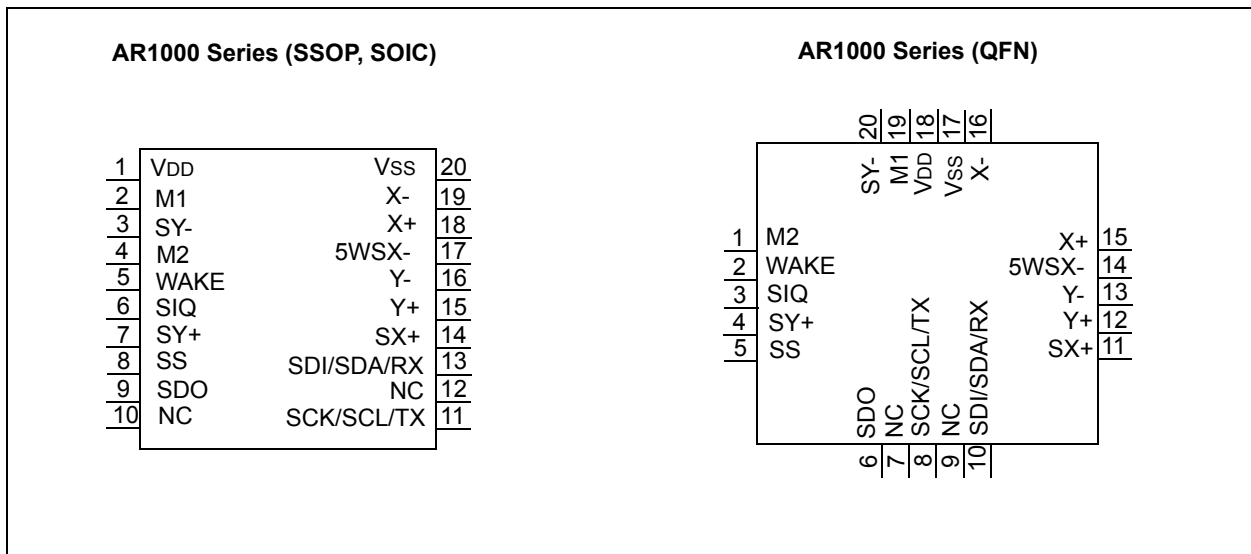 AR1000 Series (SSOP, SOIC)
1 VDD VSS 20
2 M1 X- 19
3 SY- X+ 18
4 M2 5WSX- 17
5 WAKE Y- 16
6 SIQ Y+ 15
7 SY+ SX+ 14
8 SS SDI/SDA/RX 13
9 SDO NC 12
10 NC SCK/SCL/TX 11
AR1000 Series (QFN)
20 19 18 17 16
SY- M1 VDD VSS X-
1 M2 X+ 15
2 WAKE 5WSX- 14
3 SIQ Y- 13
4 SY+ Y+ 12
5 SS SX+ 11
SDO NC SCK/SCL/TX NC SDI/SDA/RX
6 7 8 9 10